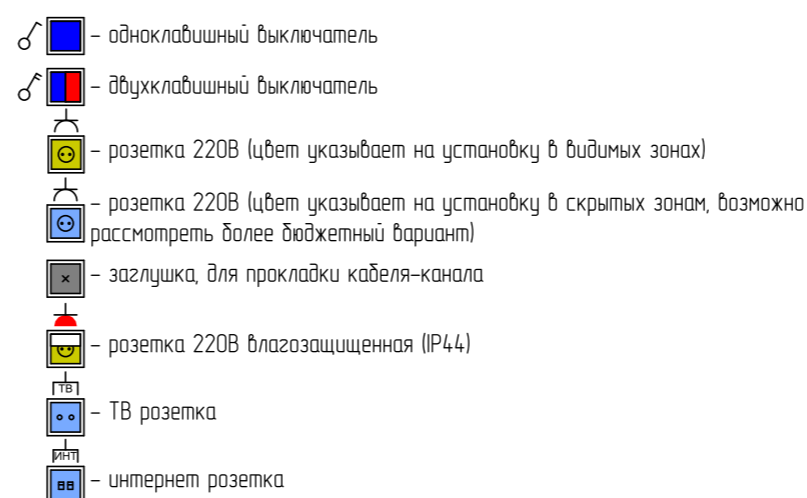 – одноклавишный выключатель
– двухклавишный выключатель
– розетка 220В (цвет указывает на установку в видимых зонах)
– розетка 220В (цвет указывает на установку в скрытых зонам, возможно
рассмотреть более бюджетный вариант)
– заглушка, для прокладки кабеля-канала
– розетка 220В влагозащищенная (IP44)
ТВ
– ТВ розетка
ИНТ
– интернет розетка